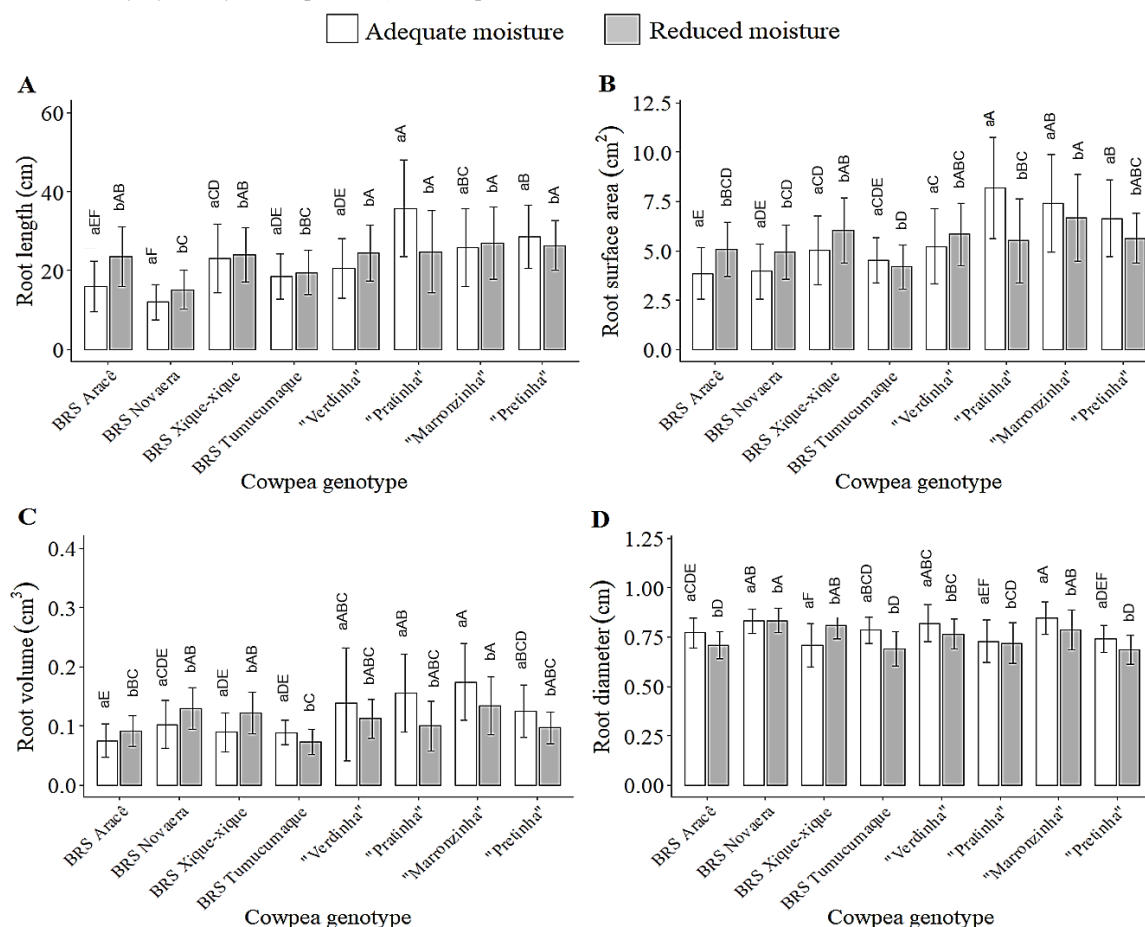 Adequate moisture Reduced moisture
A
Root length (cm)
60
40
20
0
aEF bAB aF bC aCD bAB aDE bBC aDE bA aA bA aBC bA aB bA
BRS Aracê BRS Novaera BRS Xique-xique BRS Tumucumaque "Verdinha" "Pratinha" "Marronzinha" "Pretinha"
Cowpea genotype
B
Root surface area (cm²)
12.5
10.0
7.5
5.0
2.5
0.0
aE bBCD aDE bCD aCD bAB aCDE bD aC bABC aA bBC aAB bA aB bABC
BRS Aracê BRS Novaera BRS Xique-xique BRS Tumucumaque "Verdinha" "Pratinha" "Marronzinha" "Pretinha"
Cowpea genotype
C
Root volume (cm³)
0.4
0.3
0.2
0.1
0.0
aE bBC aCDE bAB aDE bAB aDE bC aABC bABC aAB bABC aA bA aBCD bABC
BRS Aracê BRS Novaera BRS Xique-xique BRS Tumucumaque "Verdinha" "Pratinha" "Marronzinha" "Pretinha"
Cowpea genotype
D
Root diameter (cm)
1.25
1.00
0.75
0.50
0.25
0.00
aCDE bD aAB bA aF bAB aBCD bD aABC bBC aEF bCD aA bAB aDEF bD
BRS Aracê BRS Novaera BRS Xique-xique BRS Tumucumaque "Verdinha" "Pratinha" "Marronzinha" "Pretinha"
Cowpea genotype